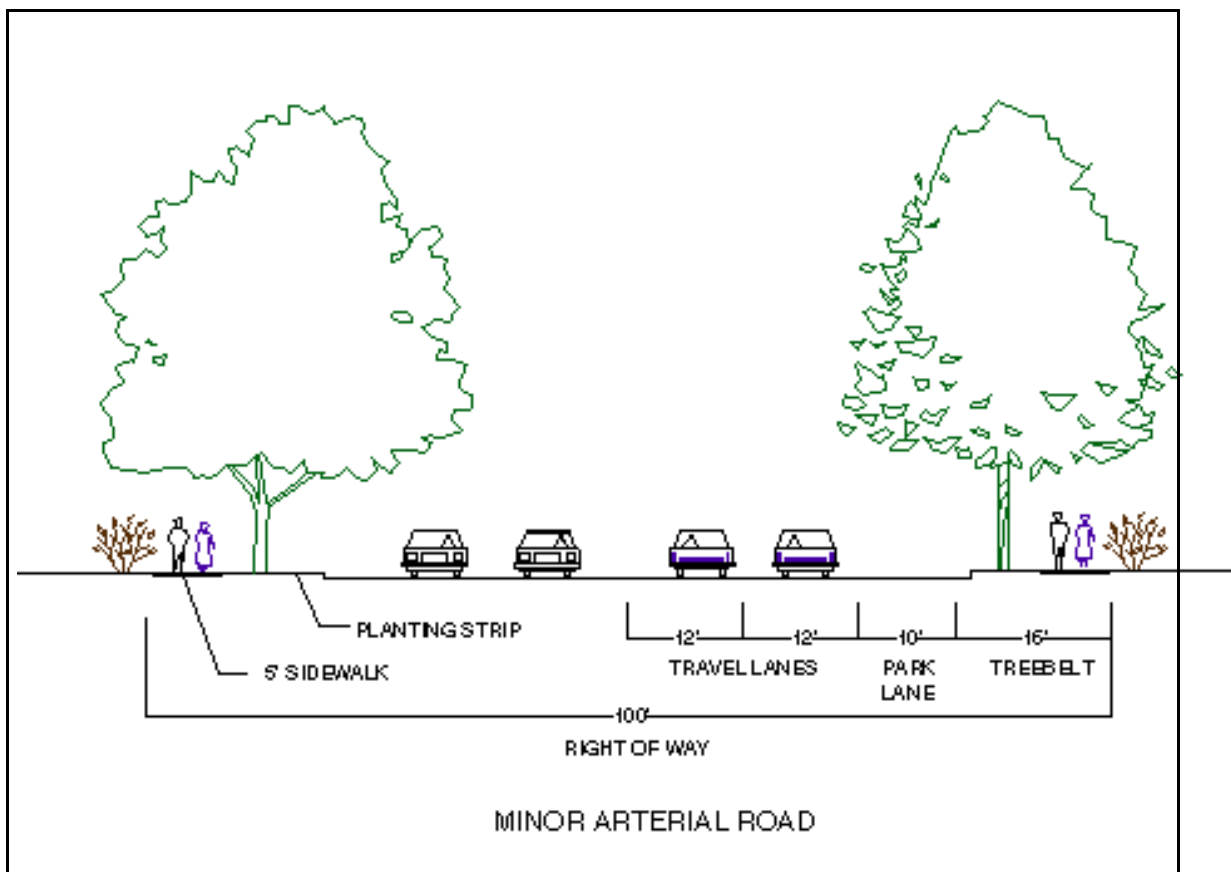 PLANTING STRIP
5' SIDEWALK
12' 12' 10' 16'
TRAVEL LANES
PARK
LANE
TREEBELT
100'
RIGHT OF WAY
MINOR ARTERIAL ROAD